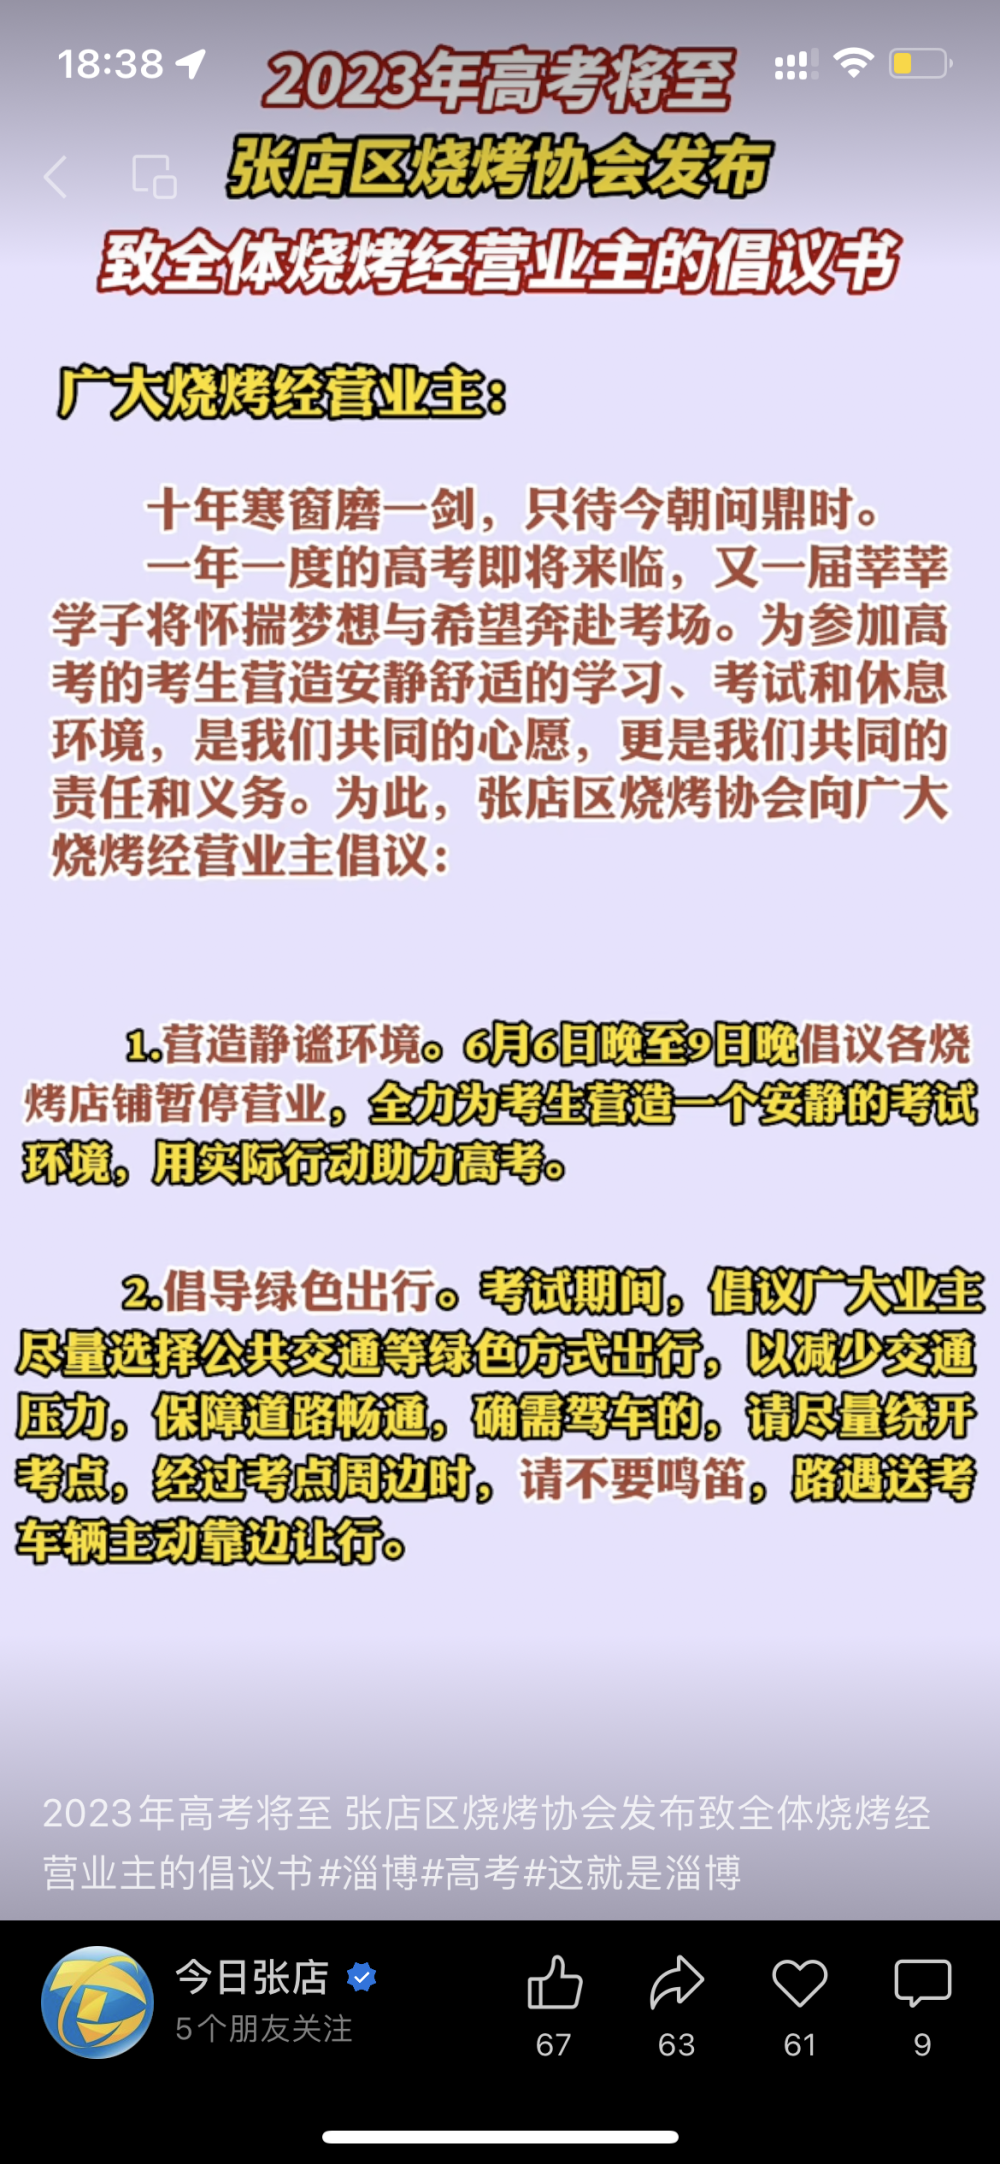 18:38
2023年高考将至
张店区烧烤协会发布
致全体烧烤经营业主的倡议书
广大烧烤经营业主：
十年寒窗磨一剑，只待今朝问鼎时。
一年一度的高考即将来临，又一届莘莘
学子将怀揣梦想与希望奔赴考场。为参加高
考的考生营造安静舒适的学习、考试和休息
环境，是我们共同的心愿，更是我们共同的
责任和义务。为此，张店区烧烤协会向广大
烧烤经营业主倡议：
1.营造静谧环境。6月6日晚至9日晚倡议各烧
烤店铺暂停营业，全力为考生营造一个安静的考试
环境，用实际行动助力高考。
2.倡导绿色出行。考试期间，倡议广大业主
尽量选择公共交通等绿色方式出行，以减少交通
压力，保障道路畅通，确需驾车的，请尽量绕开
考点，经过考点周边时，请不要鸣笛，路遇送考
车辆主动靠边让行。
2023年高考将至 张店区烧烤协会发布致全体烧烤经
营业主的倡议书#淄博#高考#这就是淄博
今日张店
5个朋友关注
67
63
61
9